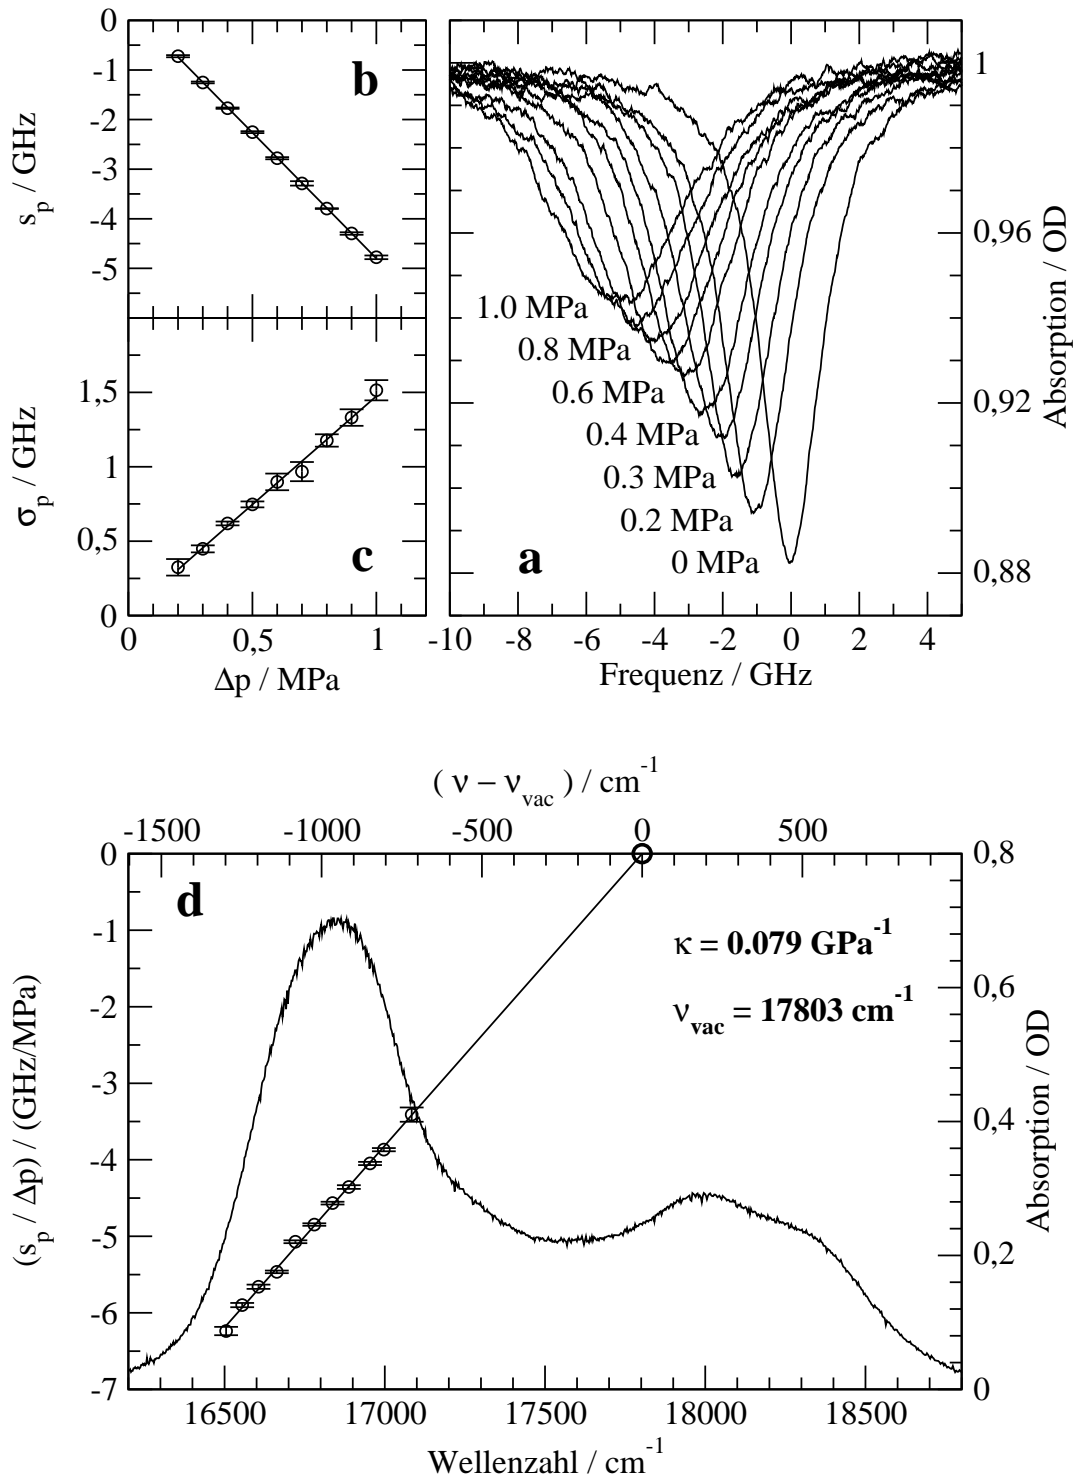 0
-1
-2
-3
-4
-5
s_p / GHz
b
1,5
1
0,5
0
σ_p / GHz
c
0
0,5
1
Δp / MPa
1
0,96
0,92
0,88
Absorption / OD
1.0 MPa
0.8 MPa
0.6 MPa
0.4 MPa
0.3 MPa
0.2 MPa
0 MPa
a
-10 -8 -6 -4 -2 0 2 4
Frequenz / GHz
( ν − ν_vac ) / cm^-1
-1500 -1000 -500 0 500
d
0
-1
-2
-3
-4
-5
-6
-7
(s_p / Δp) / (GHz/MPa)
κ = 0.079 GPa^-1
ν_vac = 17803 cm^-1
0,8
0,6
0,4
0,2
0
Absorption / OD
16500 17000 17500 18000 18500
Wellenzahl / cm^-1